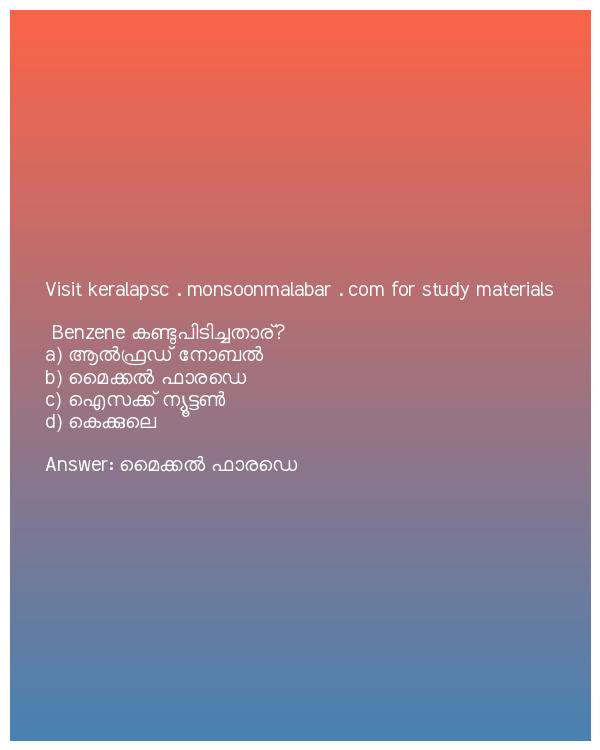 Visit keralapsc . monsoonmalabar . com for study materials
Benzene കണ്ടുപിടിച്ചതാര്?
a) ആൽഫ്രഡ് നോബൽ
b) മൈക്കൽ ഫാരഡെ
c) ഐസക്ക് ന്യൂട്ടൺ
d) കെക്കുലെ
Answer: മൈക്കൽ ഫാരഡെ